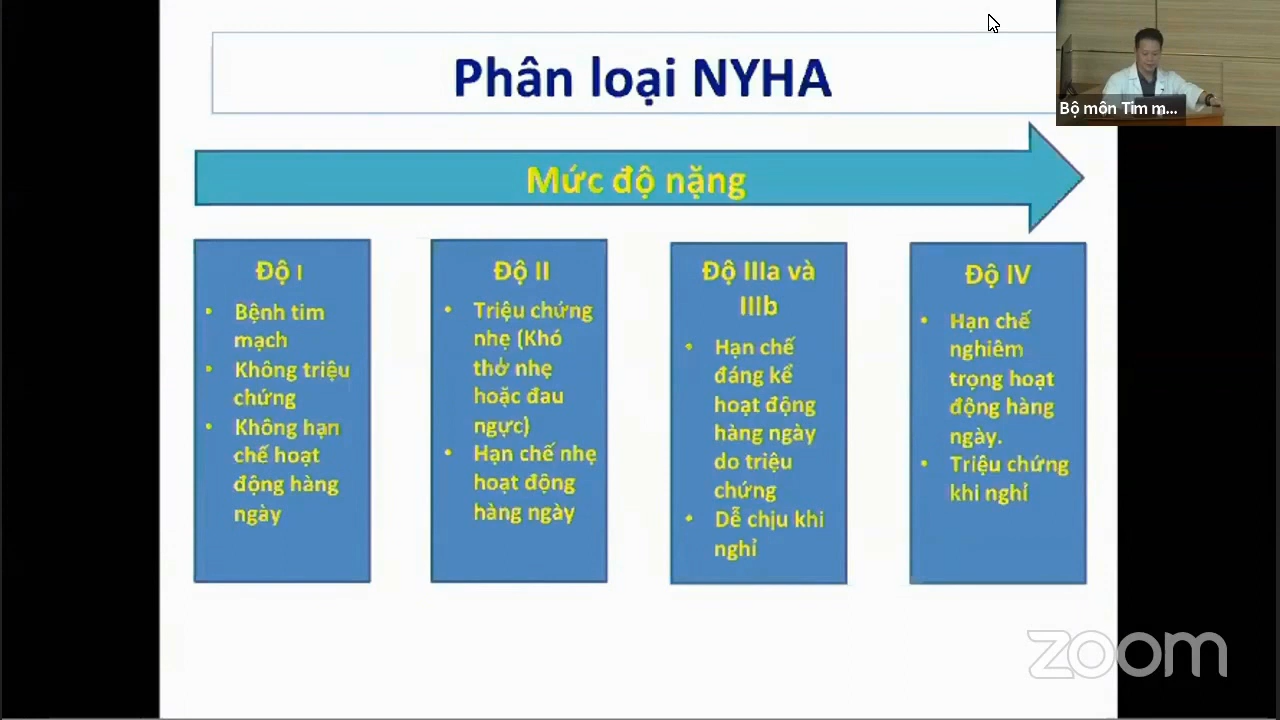 Phân loại NYHA
Bộ môn Tim m...
Mức độ nặng
Độ I
• Bệnh tim
mạch
• Không triệu
chứng
• Không hạn
chế hoạt
động hàng
ngày
Độ II
• Triệu chứng
nhẹ (Khó
thở nhẹ
hoặc đau
ngực)
• Hạn chế nhẹ
hoạt động
hàng ngày
Độ IIIa và
IIIb
• Hạn chế
đáng kể
hoạt động
hàng ngày
do triệu
chứng
• Dễ chịu khi
nghỉ
Độ IV
• Hạn chế
nghiêm
trọng hoạt
động hàng
ngày.
• Triệu chứng
khi nghỉ
zoom